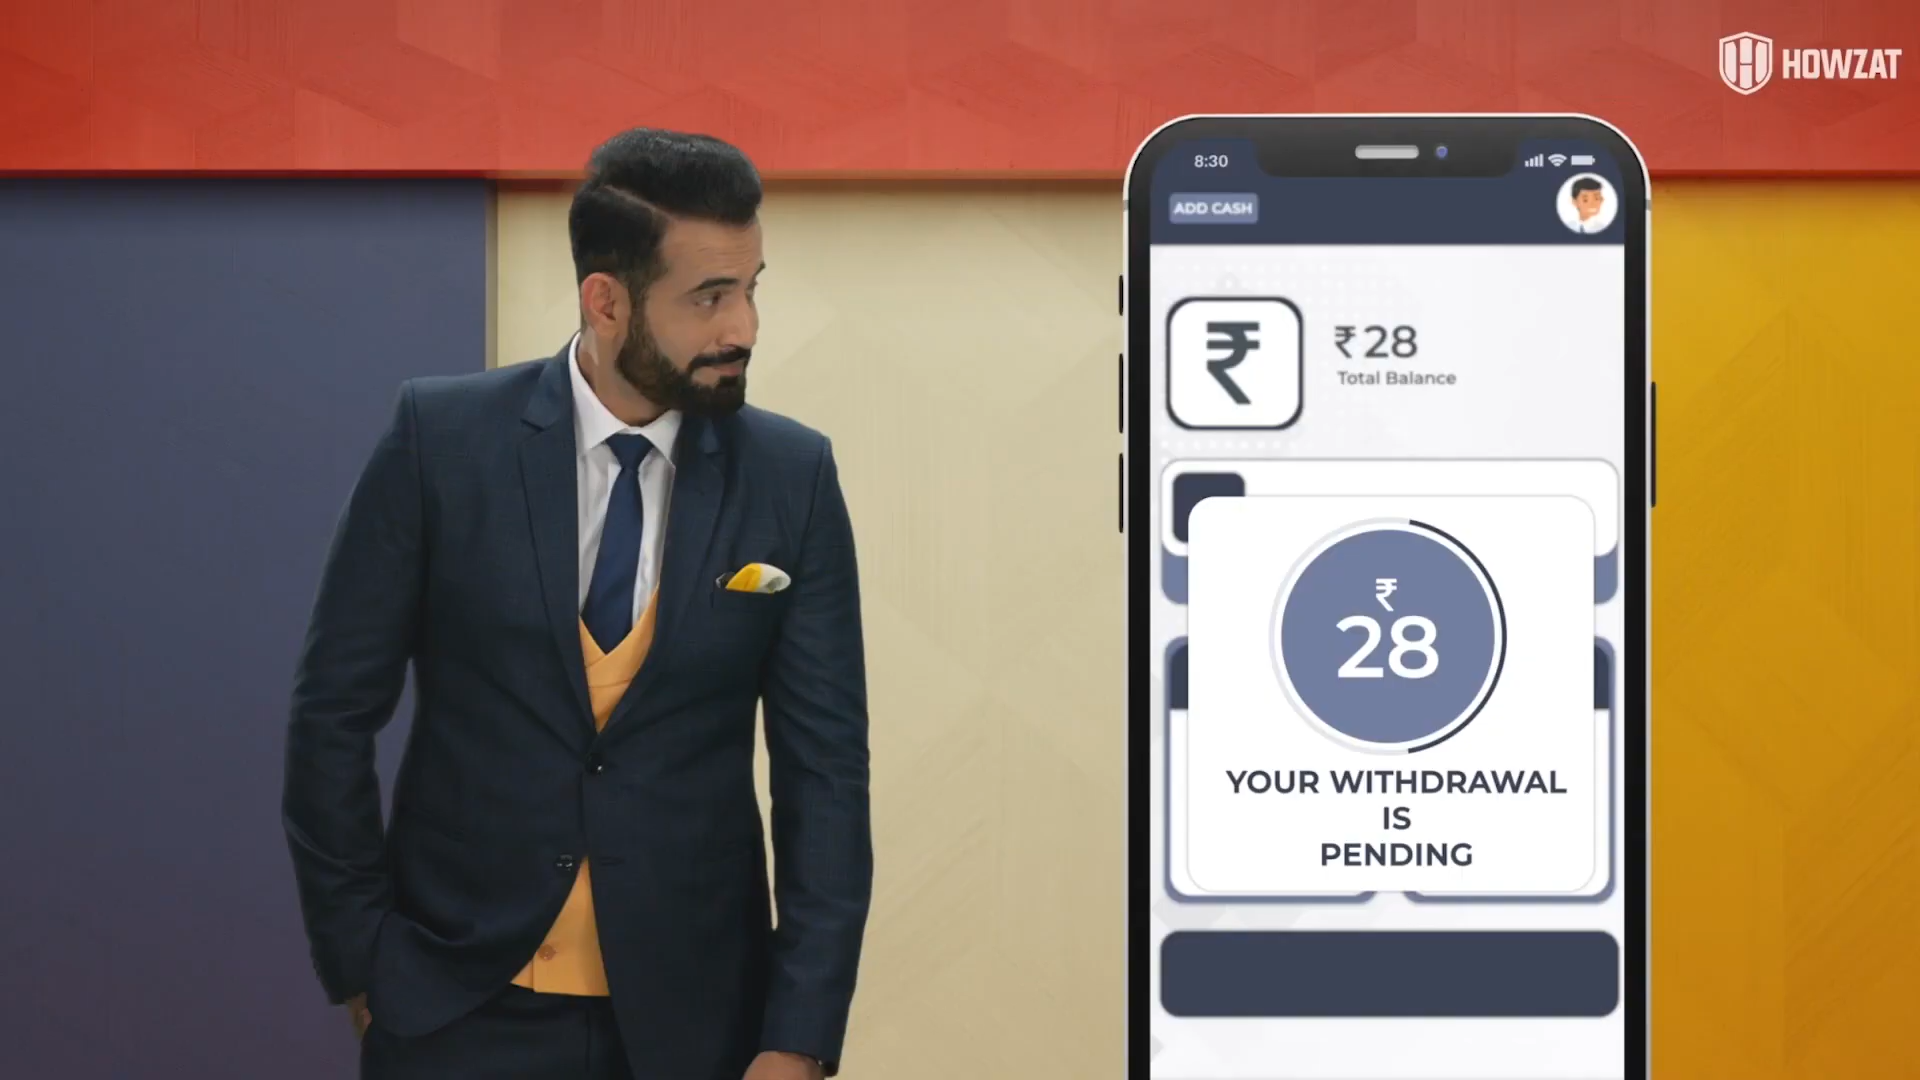 HOWZAT
8:30
ADD CASH
₹
₹28
Total Balance
₹
28
YOUR WITHDRAWAL
IS
PENDING